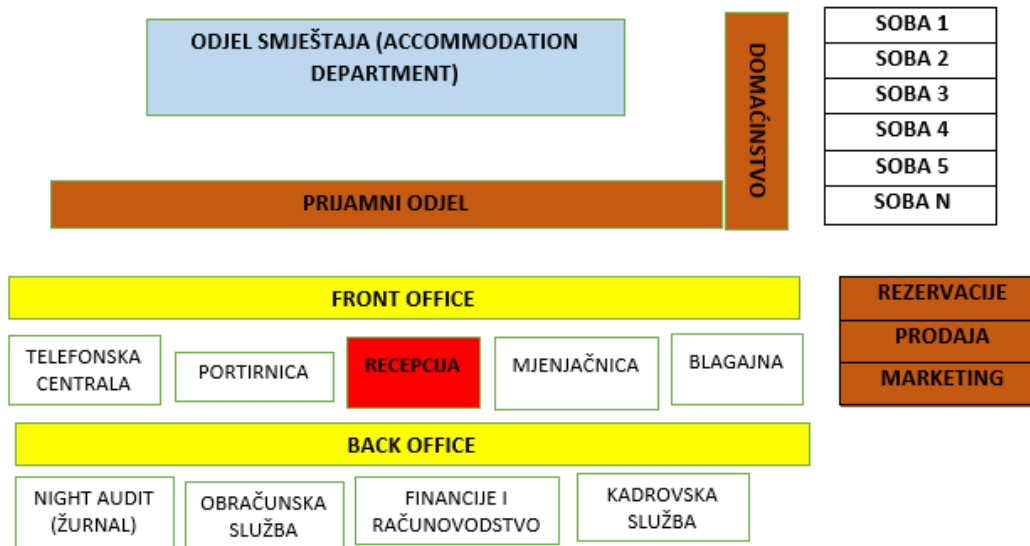 ODJEL SMJEŠTAJA (ACCOMMODATION
DEPARTMENT)
DOMAĆINSTVO
SOBA 1
SOBA 2
SOBA 3
SOBA 4
SOBA 5
SOBA N
PRIJAMNI ODJEL
FRONT OFFICE
REZERVACIJE
PRODAJA
MARKETING
TELEFONSKA
CENTRALA
PORTIRNICA
RECEPCIJA
MJENJAČNICA
BLAGAJNA
BACK OFFICE
NIGHT AUDIT
(ŽURNAL)
OBRAČUNSKA
SLUŽBA
FINANCIJE I
RAČUNOVODSTVO
KADROVSKA
SLUŽBA